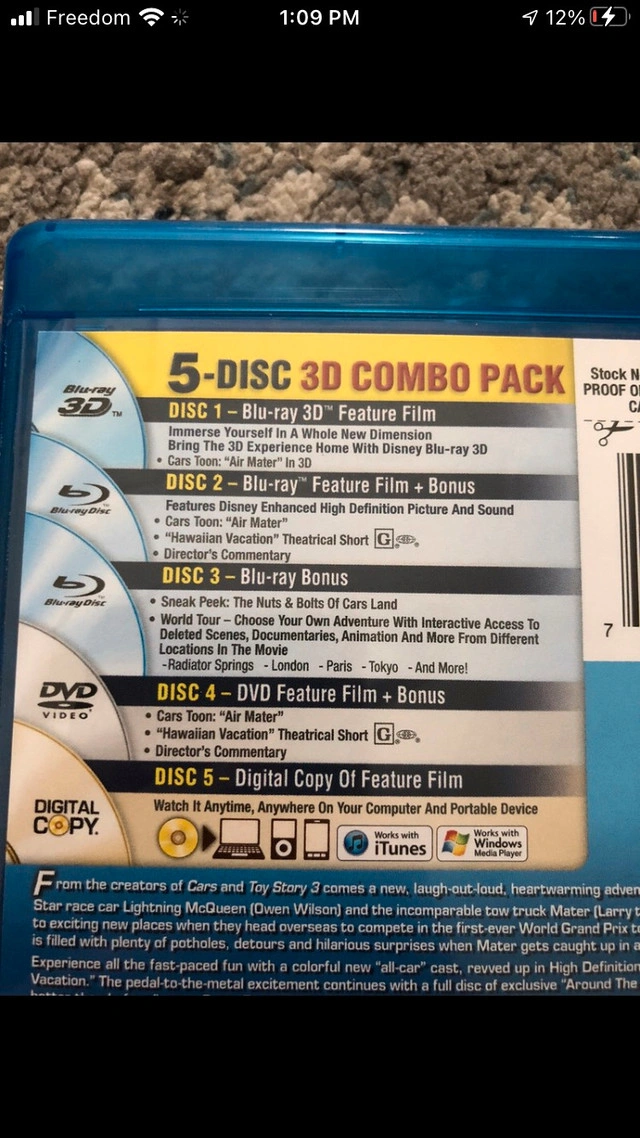 Freedom 1:09 PM 12%
5-DISC 3D COMBO PACK
Blu-ray 3D™
DISC 1 – Blu-ray 3D™ Feature Film
Immerse Yourself In A Whole New Dimension
Bring The 3D Experience Home With Disney Blu-ray 3D
• Cars Toon: "Air Mater" In 3D
Blu-ray Disc
DISC 2 – Blu-ray™ Feature Film + Bonus
Features Disney Enhanced High Definition Picture And Sound
• Cars Toon: "Air Mater"
• "Hawaiian Vacation" Theatrical Short G
• Director's Commentary
Blu-ray Disc
DISC 3 – Blu-ray Bonus
• Sneak Peek: The Nuts & Bolts Of Cars Land
• World Tour – Choose Your Own Adventure With Interactive Access To
Deleted Scenes, Documentaries, Animation And More From Different
Locations In The Movie
-Radiator Springs - London - Paris - Tokyo - And More!
DVD VIDEO
DISC 4 – DVD Feature Film + Bonus
• Cars Toon: "Air Mater"
• "Hawaiian Vacation" Theatrical Short G
• Director's Commentary
DISC 5 – Digital Copy Of Feature Film
DIGITAL COPY.
Watch It Anytime, Anywhere On Your Computer And Portable Device
Works with iTunes
Works with Windows Media Player
Stock N
PROOF O
CA
7
From the creators of Cars and Toy Story 3 comes a new, laugh-out-loud, heartwarming adven
Star race car Lightning McQueen (Owen Wilson) and the incomparable tow truck Mater (Larry t
to exciting new places when they head overseas to compete in the first-ever World Grand Prix t
is filled with plenty of potholes, detours and hilarious surprises when Mater gets caught up in a
Experience all the fast-paced fun with a colorful new "all-car" cast, revved up in High Definition
Vacation." The pedal-to-the-metal excitement continues with a full disc of exclusive "Around The